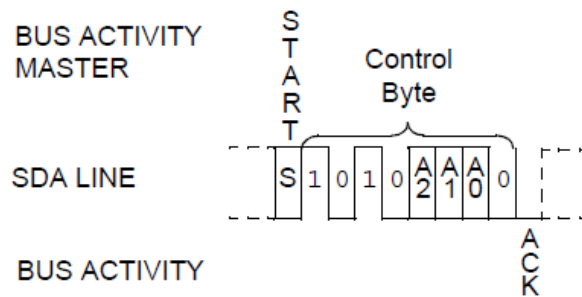 BUS ACTIVITY
MASTER
START
Control
Byte
SDA LINE
S 1 0 1 0 A2 A1 A0 0
BUS ACTIVITY
ACK